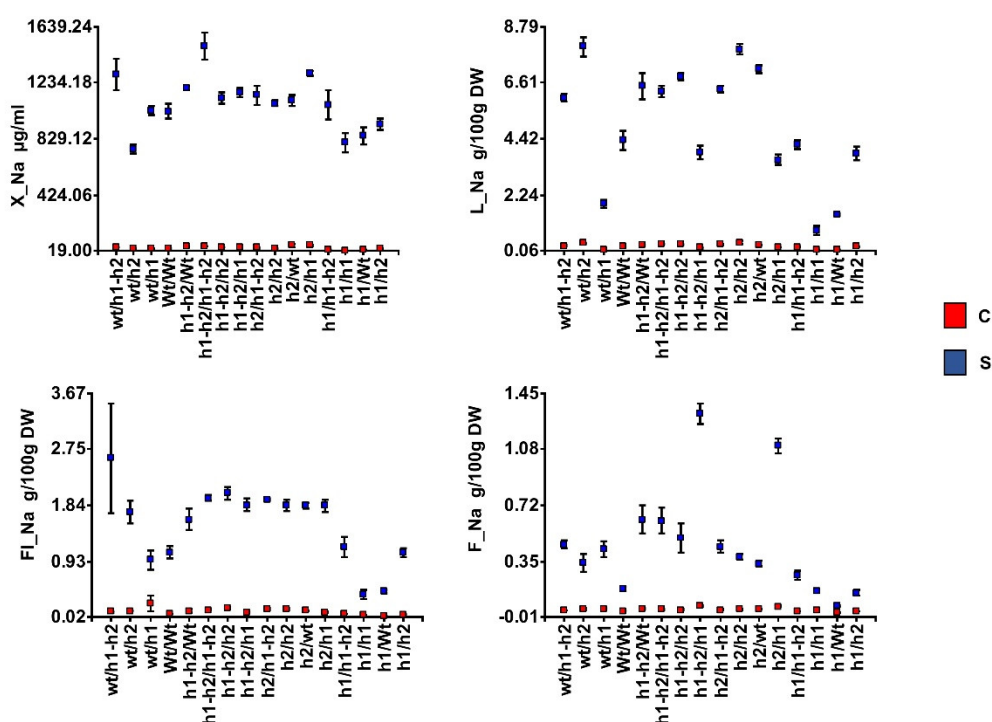 1639.24
1234.18
829.12
424.06
19.00
X_Na µg/ml
wt/h1-h2
wt/h2
wt/h1
Wt/Wt
h1-h2/Wt
h1-h2/h1-h2
h1-h2/h2
h1-h2/h1
h2/h1-h2
h2/h2
h2/wt
h2/h1
h1/h1-h2
h1/h1
h1/Wt
h1/h2
8.79
6.61
4.42
2.24
0.06
L_Na g/100g DW
wt/h1-h2
wt/h2
wt/h1
Wt/Wt
h1-h2/Wt
h1-h2/h1-h2
h1-h2/h2
h1-h2/h1
h2/h1-h2
h2/h2
h2/wt
h2/h1
h1//h1-h2
h1/h1
h1/Wt
h1/h2
C
S
3.67
2.75
1.84
0.93
0.02
Fl_Na g/100g DW
wt/h1-h2
wt/h2
wt/h1
Wt/Wt
h1-h2/Wt
h1-h2/h1-h2
h1-h2/h2
h1-h2/h1
h2/h1-h2
h2/h2
h2/wt
h2/h1
h1/h1-h2
h1/h1
h1/Wt
h1/h2
1.45
1.08
0.72
0.35
-0.01
F_Na g/100g DW
wt/h1-h2
wt/h2
wt/h1
Wt/Wt
h1-h2/Wt
h1-h2/h1-h2
h1-h2/h2
h1-h2/h1
h2/h1-h2
h2/h2
h2/wt
h2/h1
h1//h1-h2
h1/h1
h1/Wt
h1/h2